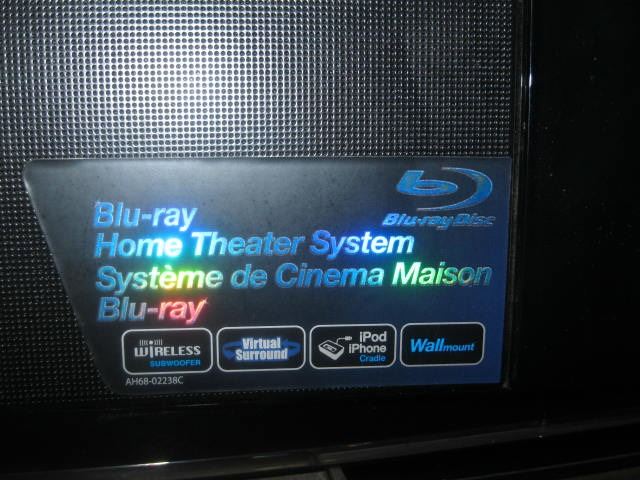 Blu-ray Disc
Blu-ray
Home Theater System
Système de Cinema Maison
Blu-ray
WIRELESS
SUBWOOFER
Virtual
Surround
iPod
iPhone
Cradle
Wallmount
AH68-02238C